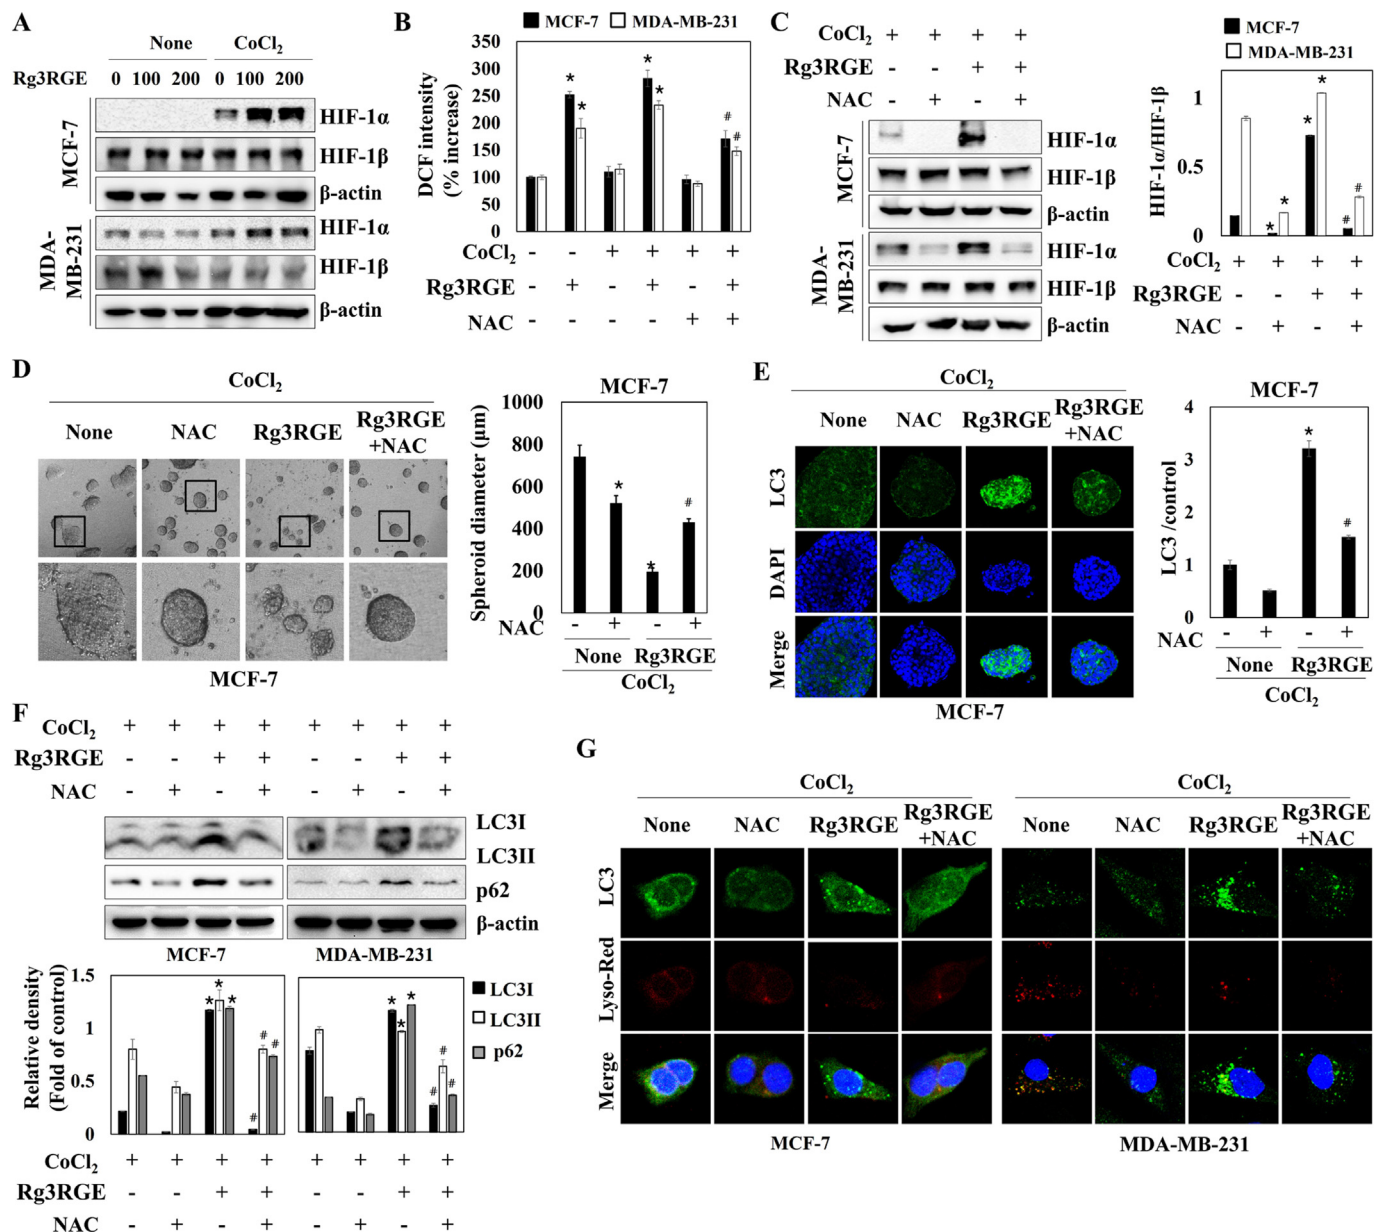 A
None CoCl2
Rg3RGE 0 100 200 0 100 200
MCF-7
HIF-1α
HIF-1β
β-actin
MDA-
MB-231
HIF-1α
HIF-1β
β-actin
B
MCF-7 MDA-MB-231
DCF intensity
(% increase)
350
300
250
200
150
100
50
0
* * * * # #
CoCl2 - - + + - +
Rg3RGE - + - + - +
NAC - - - - + +
C
CoCl2 + + + +
Rg3RGE - - + +
NAC - + - +
MCF-7
HIF-1α
HIF-1β
β-actin
MDA-
MB-231
HIF-1α
HIF-1β
β-actin
MCF-7
MDA-MB-231
HIF-1α/HIF-1β
1
0.5
0
* * * * # #
CoCl2 + + + +
Rg3RGE - - + +
NAC - + - +
D
CoCl2
None NAC Rg3RGE Rg3RGE
+NAC
MCF-7
MCF-7
Spheroid diameter (µm)
1000
800
600
400
200
0
* * #
NAC - + - +
None Rg3RGE
CoCl2
E
CoCl2
None NAC Rg3RGE Rg3RGE
+NAC
LC3
DAPI
Merge
MCF-7
MCF-7
LC3 /control
4
3
2
1
0
* #
NAC - + - +
None Rg3RGE
CoCl2
F
CoCl2 + + + + + + + +
Rg3RGE - - + + - - + +
NAC - + - + - + - +
LC3I
LC3II
p62
β-actin
MCF-7 MDA-MB-231
Relative density
(Fold of control)
1.5
1
0.5
0
* * * # # # * * * # # #
LC3I
LC3II
p62
CoCl2 + + + + + + + +
Rg3RGE - - + + - - + +
NAC - + - + - + - +
G
CoCl2 CoCl2
None NAC Rg3RGE Rg3RGE
+NAC
None NAC Rg3RGE Rg3RGE
+NAC
LC3
Lyso-Red
Merge
MCF-7 MDA-MB-231